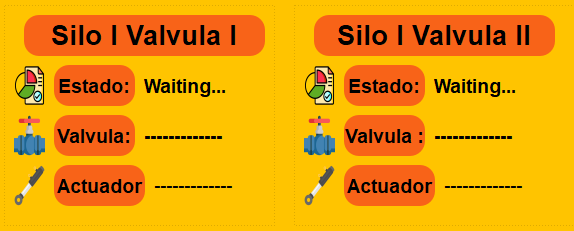 Silo I Valvula I
Estado: Waiting...
Valvula: -------------
Actuador -------------
Silo I Valvula II
Estado: Waiting...
Valvula : -------------
Actuador -------------